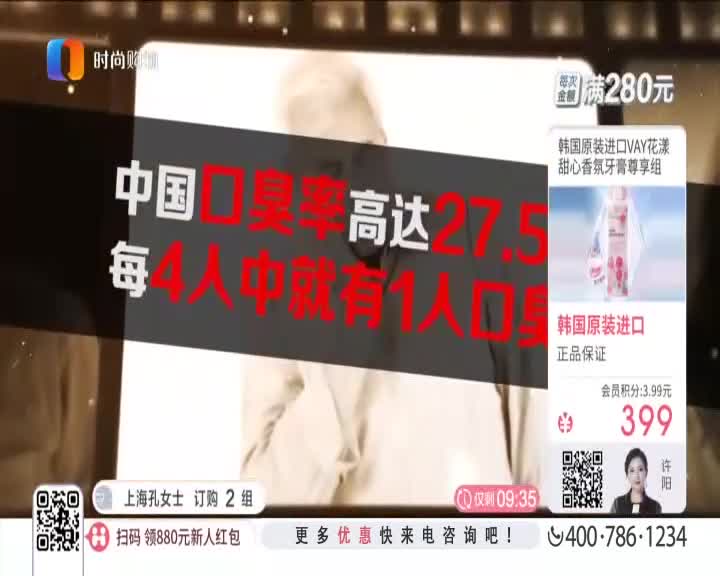 时尚购物
每次
金额
满280元
韩国原装进口VAY花漾
甜心香氛牙膏尊享组
中国口臭率高达27.5
每4人中就有1人口臭
韩国原装进口
正品保证
会员积分:3.99元
399
许阳
上海孔女士 订购 2 组
仅剩 09:35
扫码 领880元新人红包
更多优惠快来电咨询吧!
400·786·1234